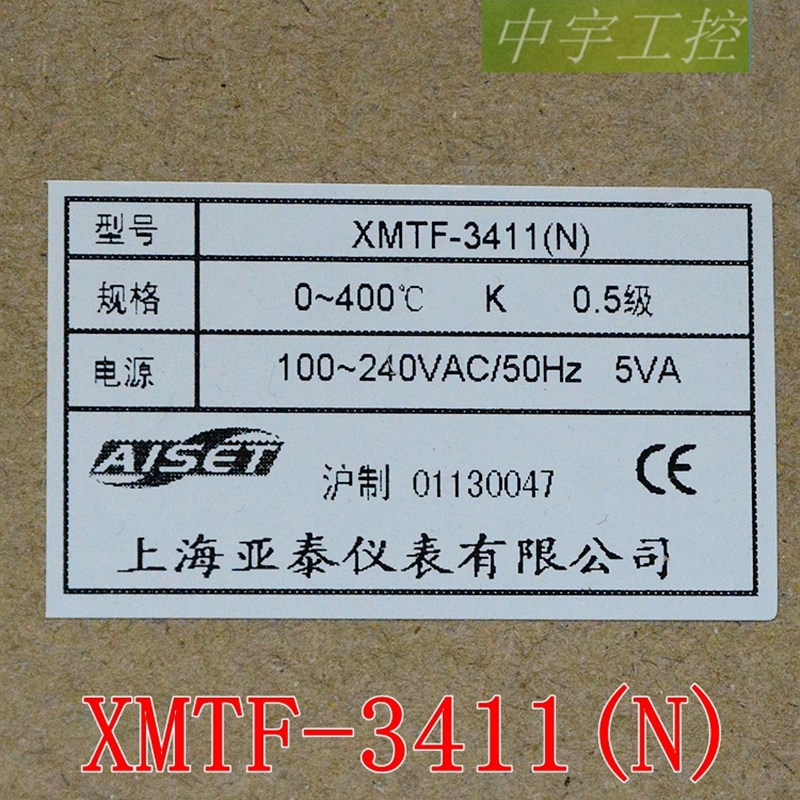 中宇工控
型号 XMTF-3411(N)
规格 0~400℃ K 0.5级
电源 100~240VAC/50Hz 5VA
AISET 沪制 01130047 CE
上海亚泰仪表有限公司
XMTF-3411(N)